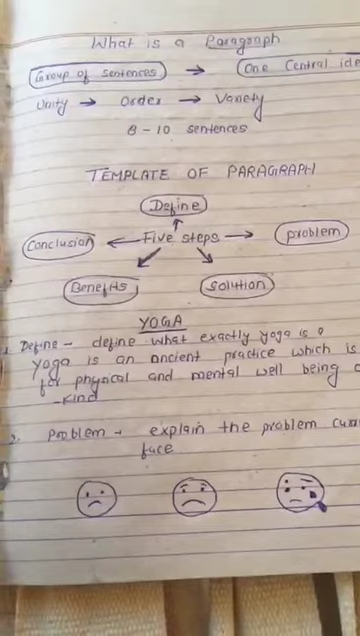 What is a Paragraph
Group of sentences → One Central ide
Unity → Order → Variety
8 - 10 sentences
TEMPLATE OF PARAGRAPH
Define
Conclusion ← Five steps → problem
Benefits solution
YOGA
1. Define - define what exactly yoga is ?
yoga is an ancient practice which is
for physical and mental well being
-kind
2. Problem → explain the problem
face